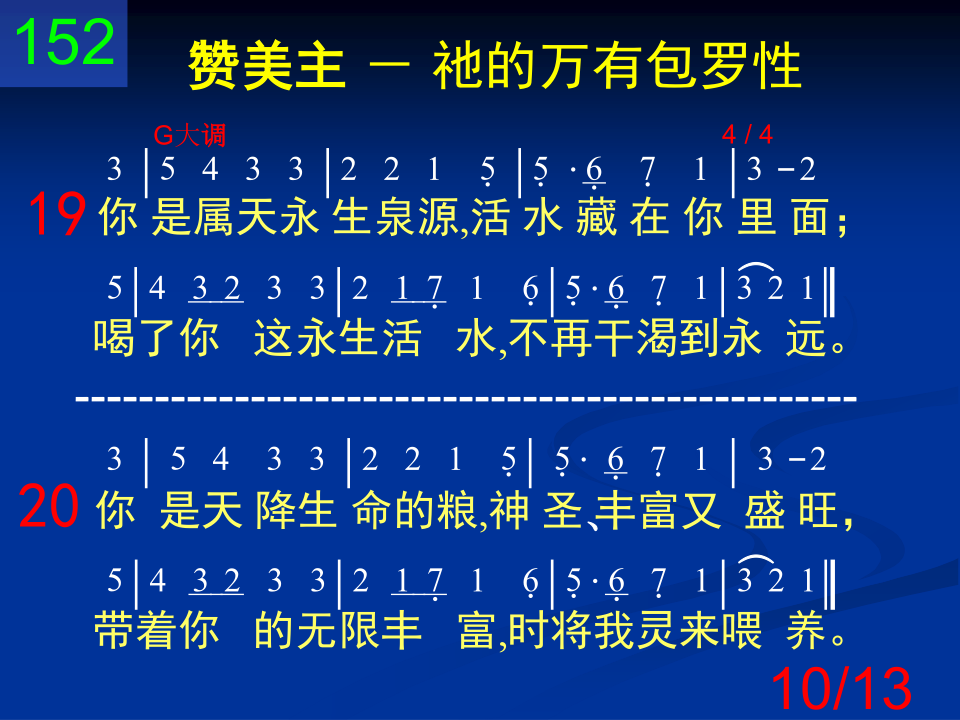 152
赞美主 － 祂的万有包罗性
G大调 4 / 4
3 | 5 4 3 3 | 2 2 1 5̣ | 5̣ · 6̣ 7̣ 1 | 3 － 2
19 你 是属天永 生泉源,活 水 藏 在 你 里 面；
5 | 4 3 2 3 3 | 2 1 7̣ 1 6̣ | 5̣ · 6̣ 7̣ 1 | 3 2 1 ‖
喝了你 这永生活 水,不再干渴到永 远。
-------------------------------------------------
3 | 5 4 3 3 | 2 2 1 5̣ | 5̣ · 6̣ 7̣ 1 | 3 － 2
20 你 是天 降生 命的粮,神 圣、丰富又 盛 旺，
5 | 4 3 2 3 3 | 2 1 7̣ 1 6̣ | 5̣ · 6̣ 7̣ 1 | 3 2 1 ‖
带着你 的无限丰 富,时将我灵来喂 养。
10/13